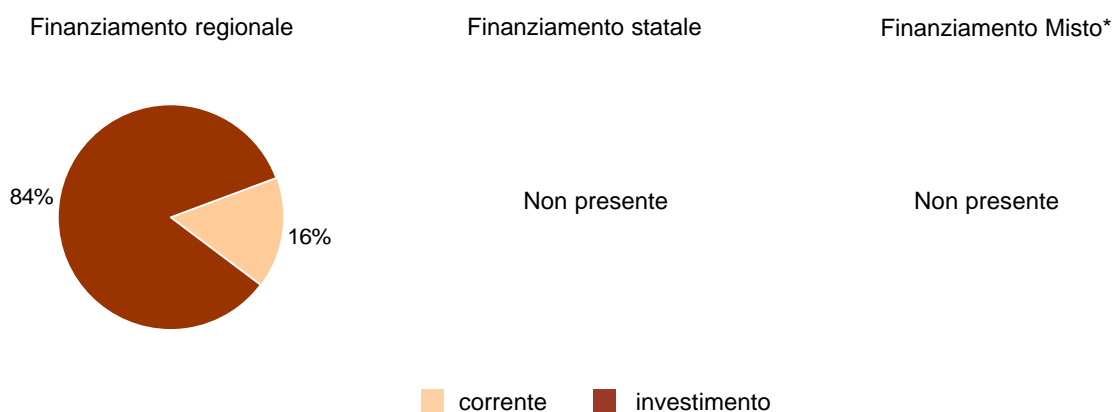 Finanziamento regionale
Finanziamento statale
Finanziamento Misto*
84%
16%
Non presente
Non presente
corrente
investimento